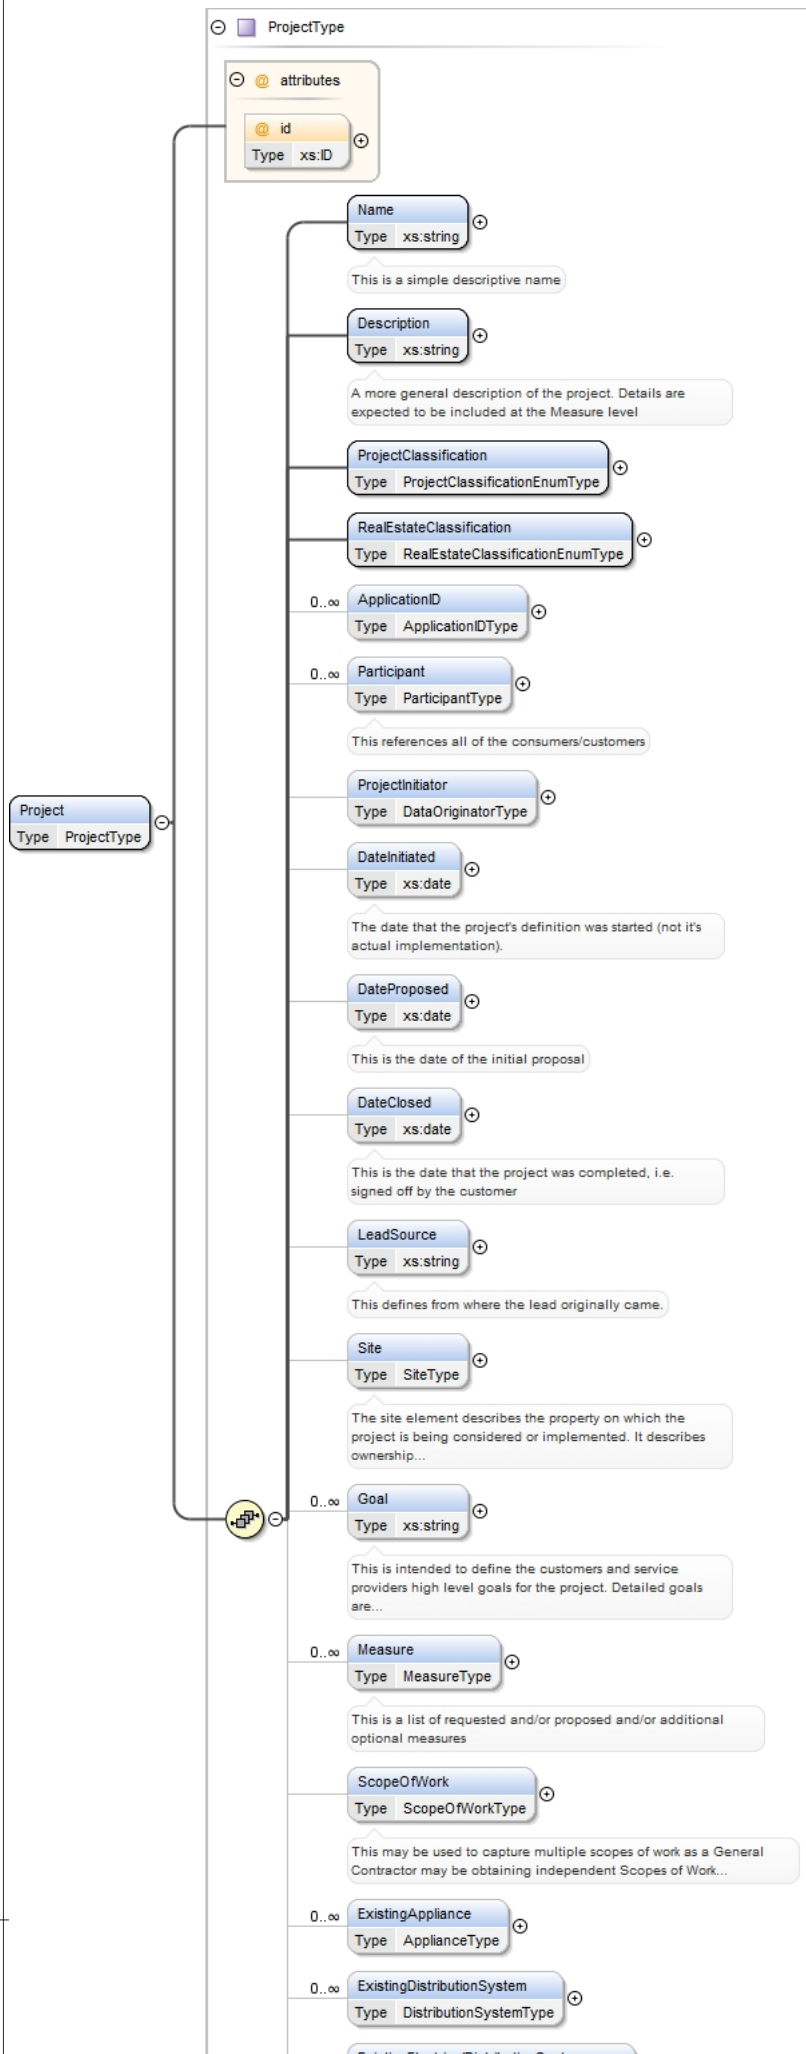 ProjectType
@ attributes
@ id
Type xs:ID
Name
Type xs:string
This is a simple descriptive name
Description
Type xs:string
A more general description of the project. Details are
expected to be included at the Measure level
ProjectClassification
Type ProjectClassificationEnumType
RealEstateClassification
Type RealEstateClassificationEnumType
0..∞ ApplicationID
Type ApplicationIDType
0..∞ Participant
Type ParticipantType
This references all of the consumers/customers
ProjectInitiator
Type DataOriginatorType
Project
Type ProjectType
DateInitiated
Type xs:date
The date that the project's definition was started (not it's
actual implementation).
DateProposed
Type xs:date
This is the date of the initial proposal
DateClosed
Type xs:date
This is the date that the project was completed, i.e.
signed off by the customer
LeadSource
Type xs:string
This defines from where the lead originally came.
Site
Type SiteType
The site element describes the property on which the
project is being considered or implemented. It describes
ownership...
0..∞ Goal
Type xs:string
This is intended to define the customers and service
providers high level goals for the project. Detailed goals
are...
0..∞ Measure
Type MeasureType
This is a list of requested and/or proposed and/or additional
optional measures
ScopeOfWork
Type ScopeOfWorkType
This may be used to capture multiple scopes of work as a General
Contractor may be obtaining independent Scopes of Work...
0..∞ ExistingAppliance
Type ApplianceType
0..∞ ExistingDistributionSystem
Type DistributionSystemType